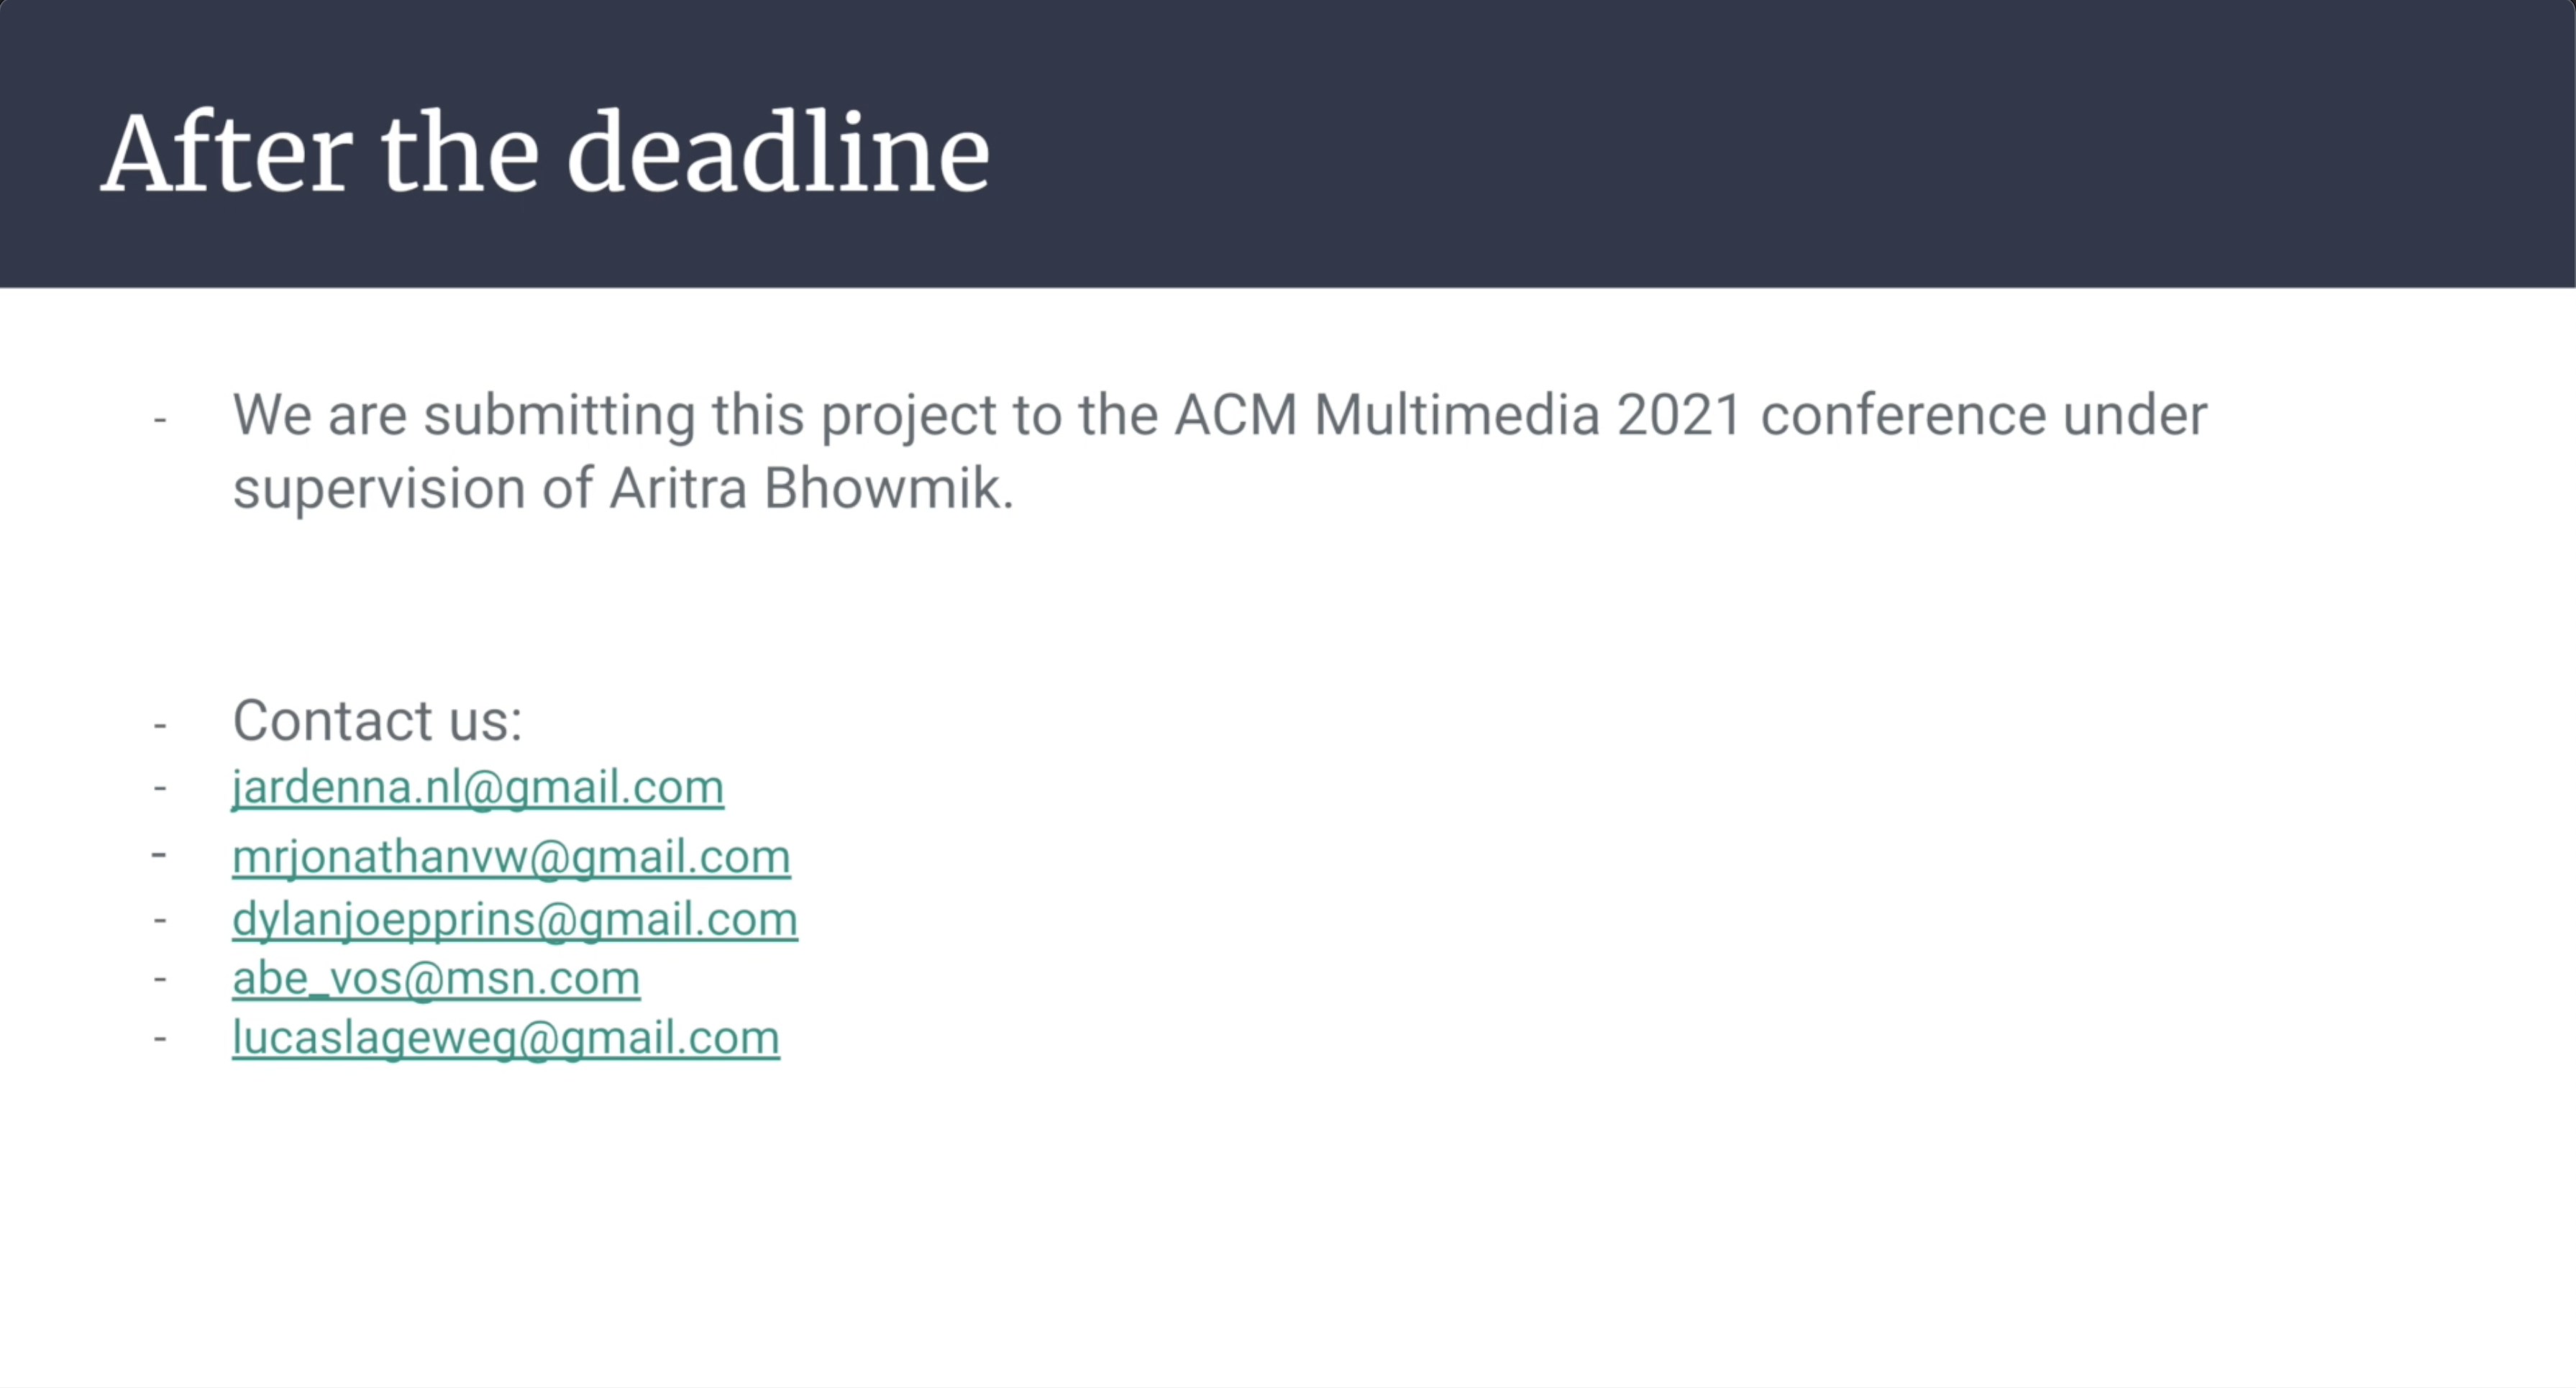 After the deadline
- We are submitting this project to the ACM Multimedia 2021 conference under
supervision of Aritra Bhowmik.
- Contact us:
- jardenna.nl@gmail.com
- mrjonathanvw@gmail.com
- dylanjoepprins@gmail.com
- abe_vos@msn.com
- lucaslageweg@gmail.com